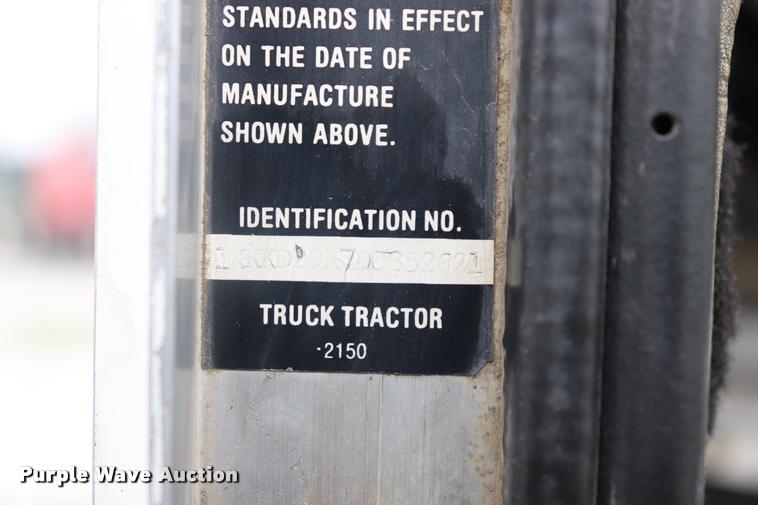 STANDARDS IN EFFECT
ON THE DATE OF
MANUFACTURE
SHOWN ABOVE.
IDENTIFICATION NO.
TRUCK TRACTOR
·2150
Purple Wave Auction